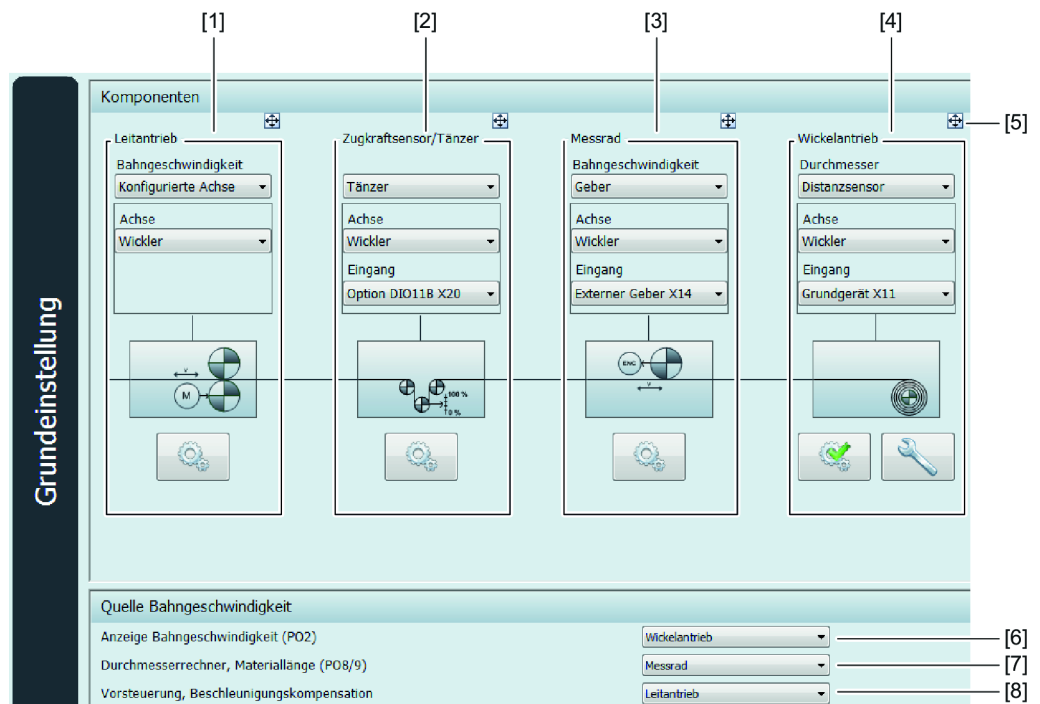 [1] [2] [3] [4]
Komponenten
[5]
Leitantrieb
Bahngeschwindigkeit
Konfigurierte Achse
Achse
Wickler
v
M
Zugkraftsensor/Tänzer
Tänzer
Achse
Wickler
Eingang
Option DIO11B X20
100 %
0 %
Messrad
Bahngeschwindigkeit
Geber
Achse
Wickler
Eingang
Externer Geber X14
ENC
v
Wickelantrieb
Durchmesser
Distanzsensor
Achse
Wickler
Eingang
Grundgerät X11
Grundeinstellung
Quelle Bahngeschwindigkeit
Anzeige Bahngeschwindigkeit (PO2) Wickelantrieb [6]
Durchmesserrechner, Materiallänge (PO8/9) Messrad [7]
Vorsteuerung, Beschleunigungskompensation Leitantrieb [8]